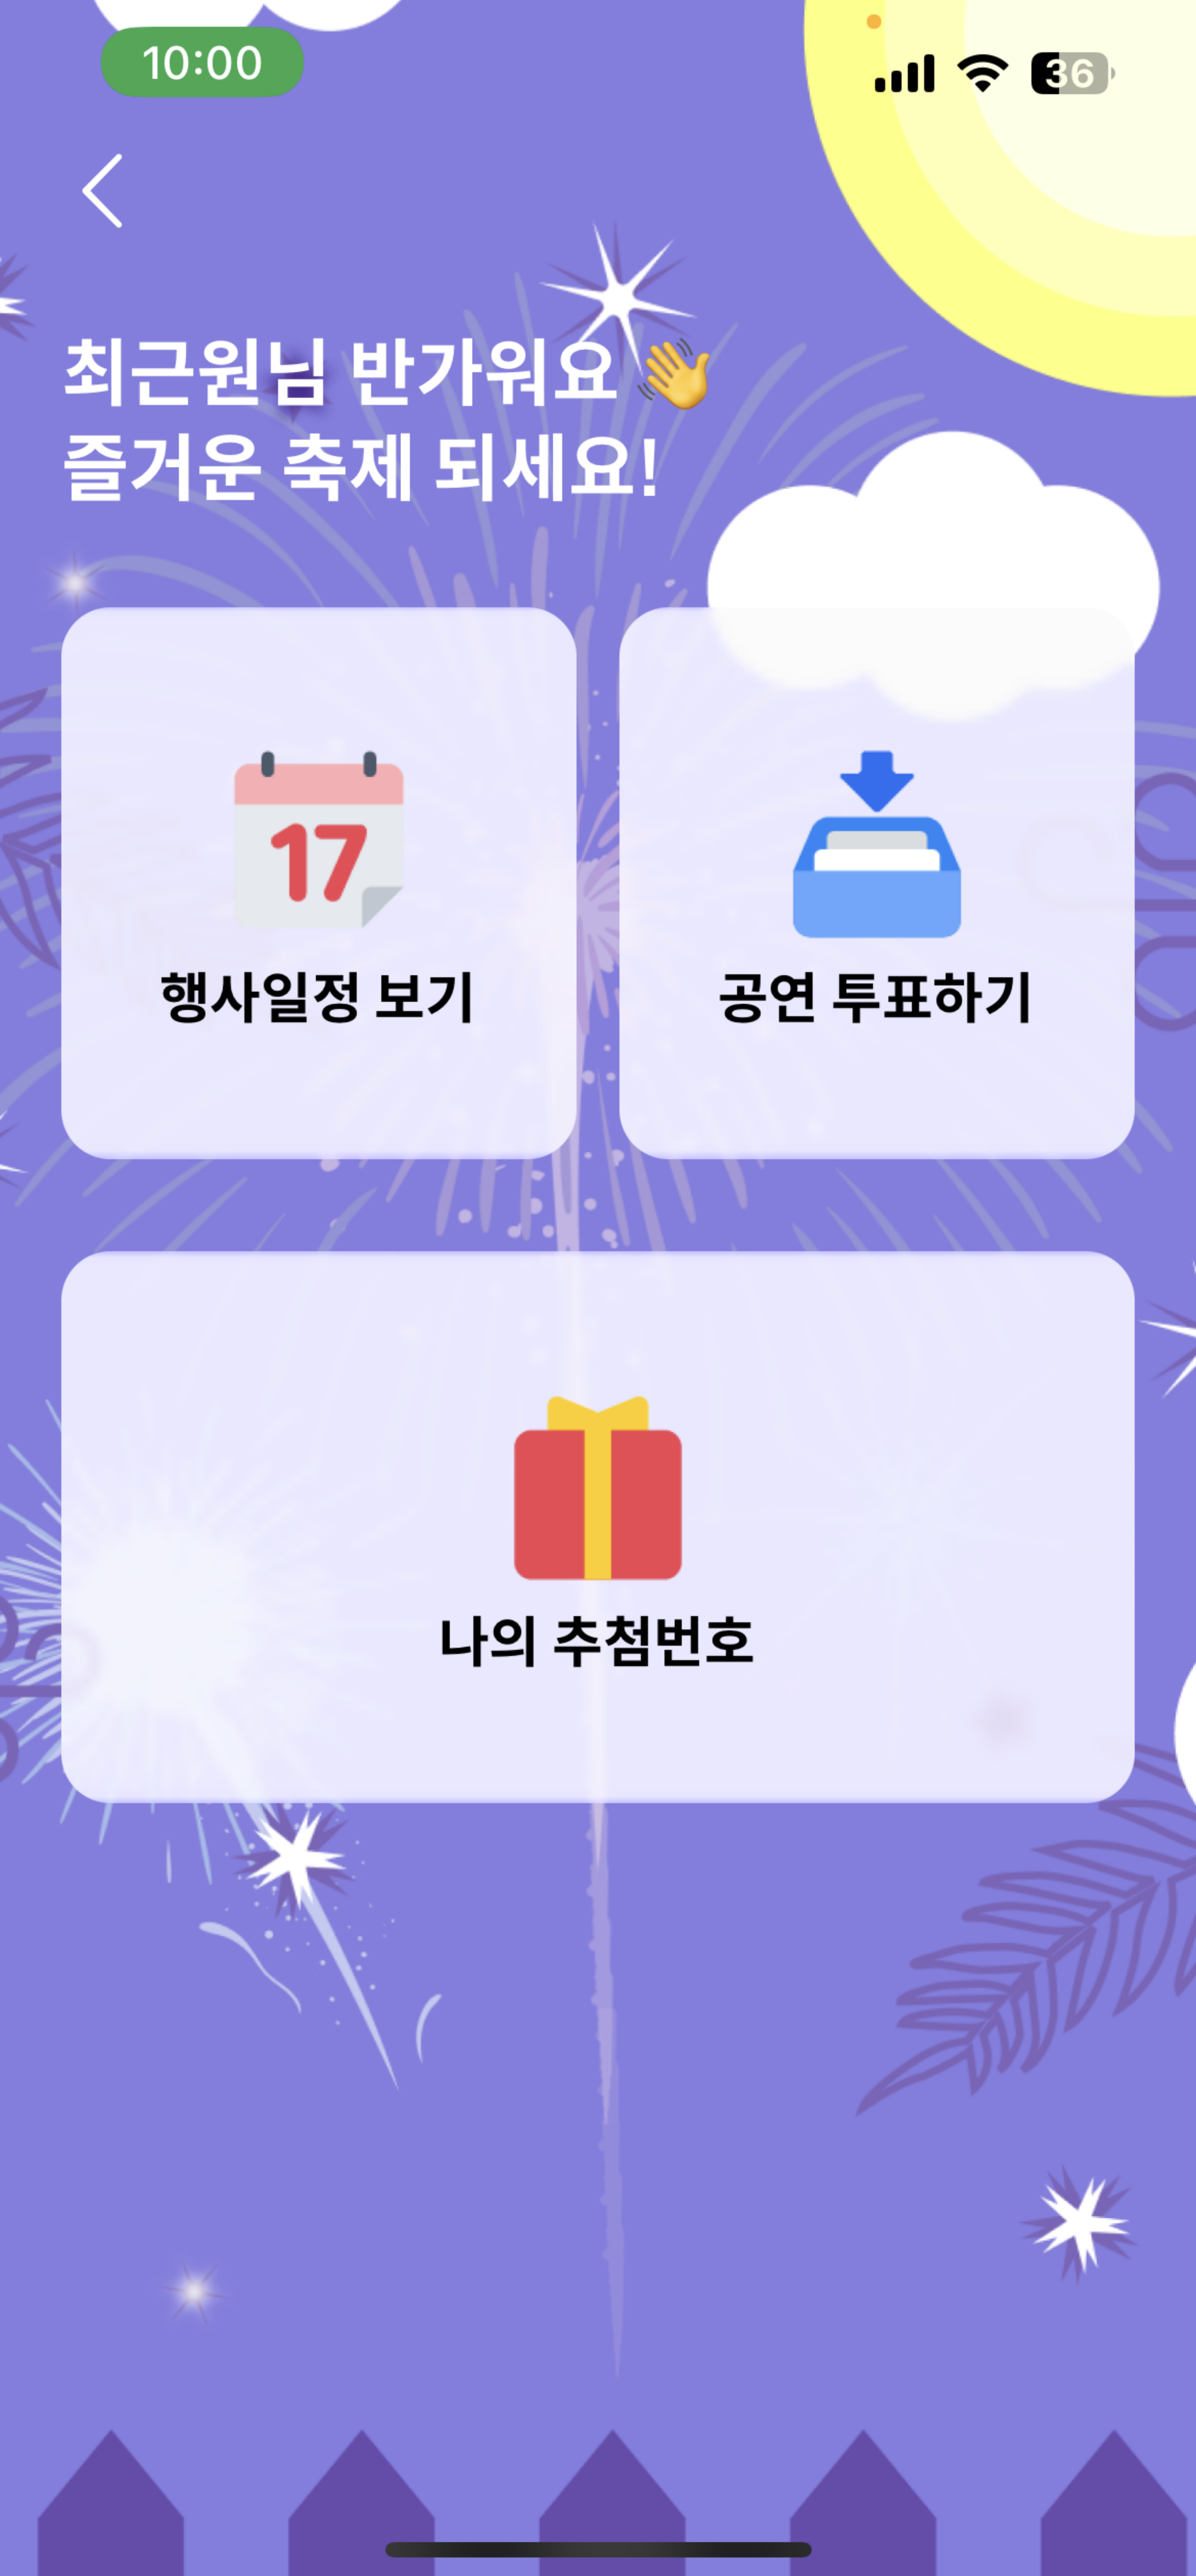 10:00
36
최근원님 반가워요 👋
즐거운 축제 되세요!
17
행사일정 보기
공연 투표하기
나의 추첨번호